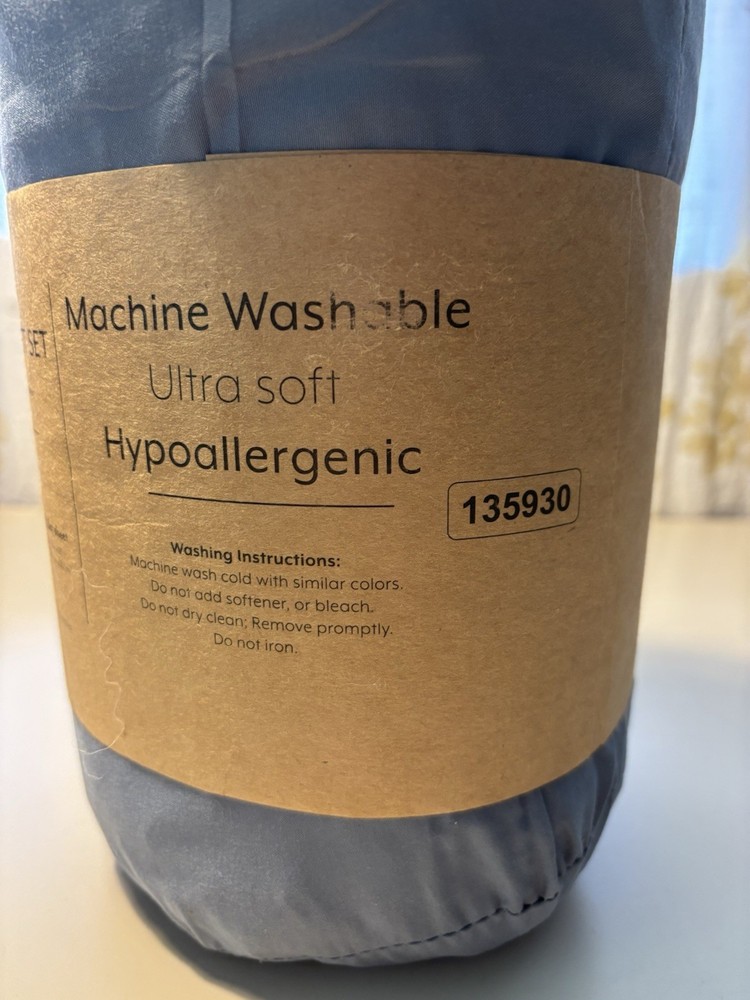 SET
Machine Washable
Ultra soft
Hypoallergenic
135930
Washing Instructions:
Machine wash cold with similar colors.
Do not add softener, or bleach.
Do not dry clean; Remove promptly.
Do not iron.